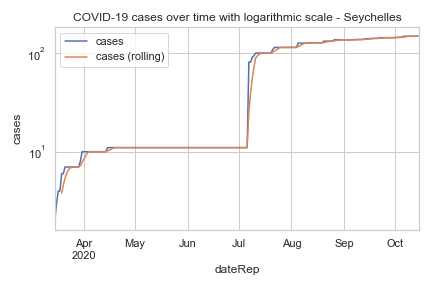 COVID-19 cases over time with logarithmic scale - Seychelles
cases
cases (rolling)
10²
10¹
cases
Apr May Jun Jul Aug Sep Oct
2020
dateRep